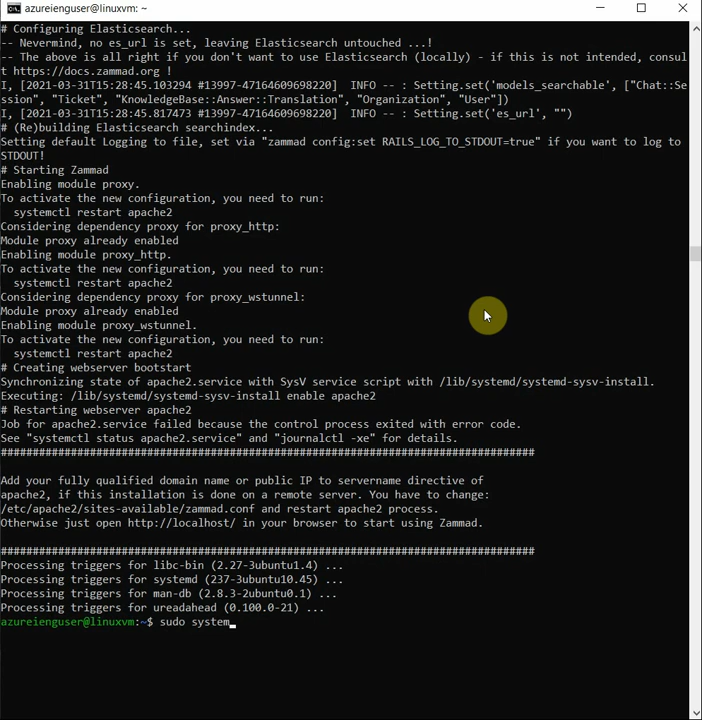 azureienguser@linuxvm: ~
# Configuring Elasticsearch...
-- Nevermind, no es_url is set, leaving Elasticsearch untouched ...!
-- The above is all right if you don't want to use Elasticsearch (locally) - if this is not intended, consul
t https://docs.zammad.org !
I, [2021-03-31T15:28:45.103294 #13997-47164609698220]  INFO -- : Setting.set('models_searchable', ["Chat::Se
ssion", "Ticket", "KnowledgeBase::Answer::Translation", "Organization", "User"])
I, [2021-03-31T15:28:45.817473 #13997-47164609698220]  INFO -- : Setting.set('es_url', "")
# (Re)building Elasticsearch searchindex...
Setting default Logging to file, set via "zammad config:set RAILS_LOG_TO_STDOUT=true" if you want to log to
STDOUT!
# Starting Zammad
Enabling module proxy.
To activate the new configuration, you need to run:
  systemctl restart apache2
Considering dependency proxy for proxy_http:
Module proxy already enabled
Enabling module proxy_http.
To activate the new configuration, you need to run:
  systemctl restart apache2
Considering dependency proxy for proxy_wstunnel:
Module proxy already enabled
Enabling module proxy_wstunnel.
To activate the new configuration, you need to run:
  systemctl restart apache2
# Creating webserver bootstart
Synchronizing state of apache2.service with SysV service script with /lib/systemd/systemd-sysv-install.
Executing: /lib/systemd/systemd-sysv-install enable apache2
# Restarting webserver apache2
Job for apache2.service failed because the control process exited with error code.
See "systemctl status apache2.service" and "journalctl -xe" for details.
####################################################################################

Add your fully qualified domain name or public IP to servername directive of
apache2, if this installation is done on a remote server. You have to change:
/etc/apache2/sites-available/zammad.conf and restart apache2 process.
Otherwise just open http://localhost/ in your browser to start using Zammad.

####################################################################################
Processing triggers for libc-bin (2.27-3ubuntu1.4) ...
Processing triggers for systemd (237-3ubuntu10.45) ...
Processing triggers for man-db (2.8.3-2ubuntu0.1) ...
Processing triggers for ureadahead (0.100.0-21) ...
azureienguser@linuxvm:~$ sudo system